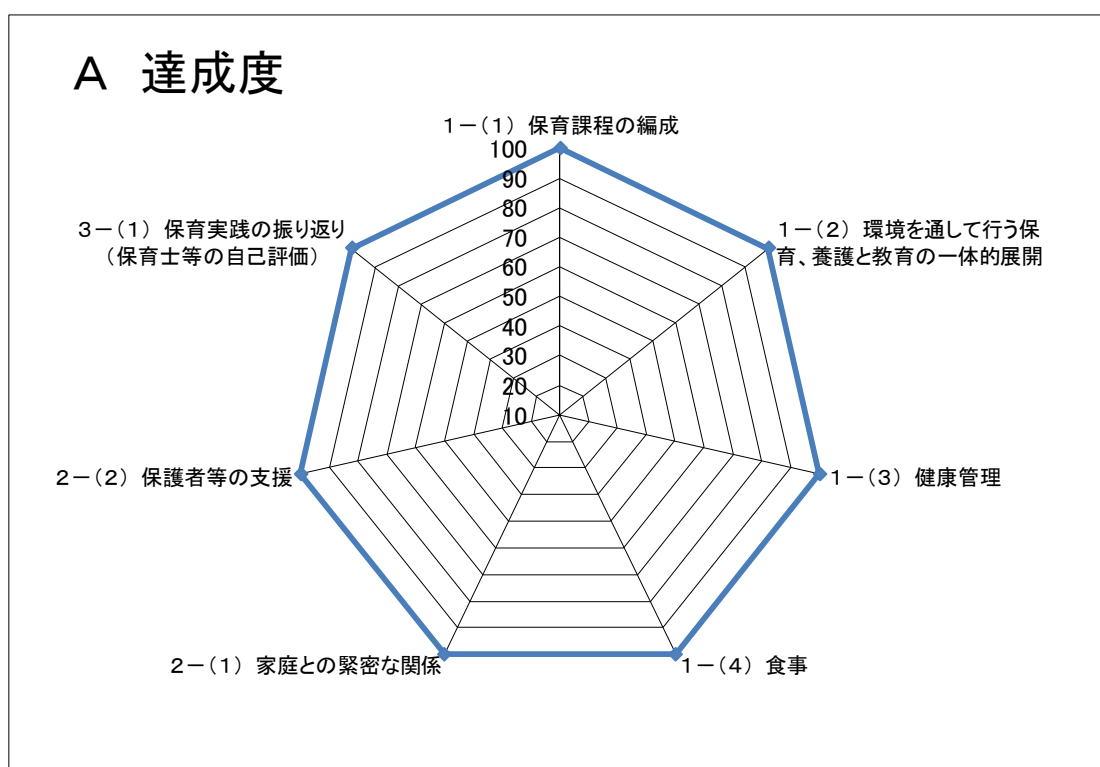 A 達成度
1－(1) 保育課程の編成
100
90
80
70
60
50
40
30
20
10
1－(2) 環境を通して行う保
育、養護と教育の一体的展開
1－(3) 健康管理
1－(4) 食事
2－(1) 家庭との緊密な関係
2－(2) 保護者等の支援
3－(1) 保育実践の振り返り
（保育士等の自己評価）